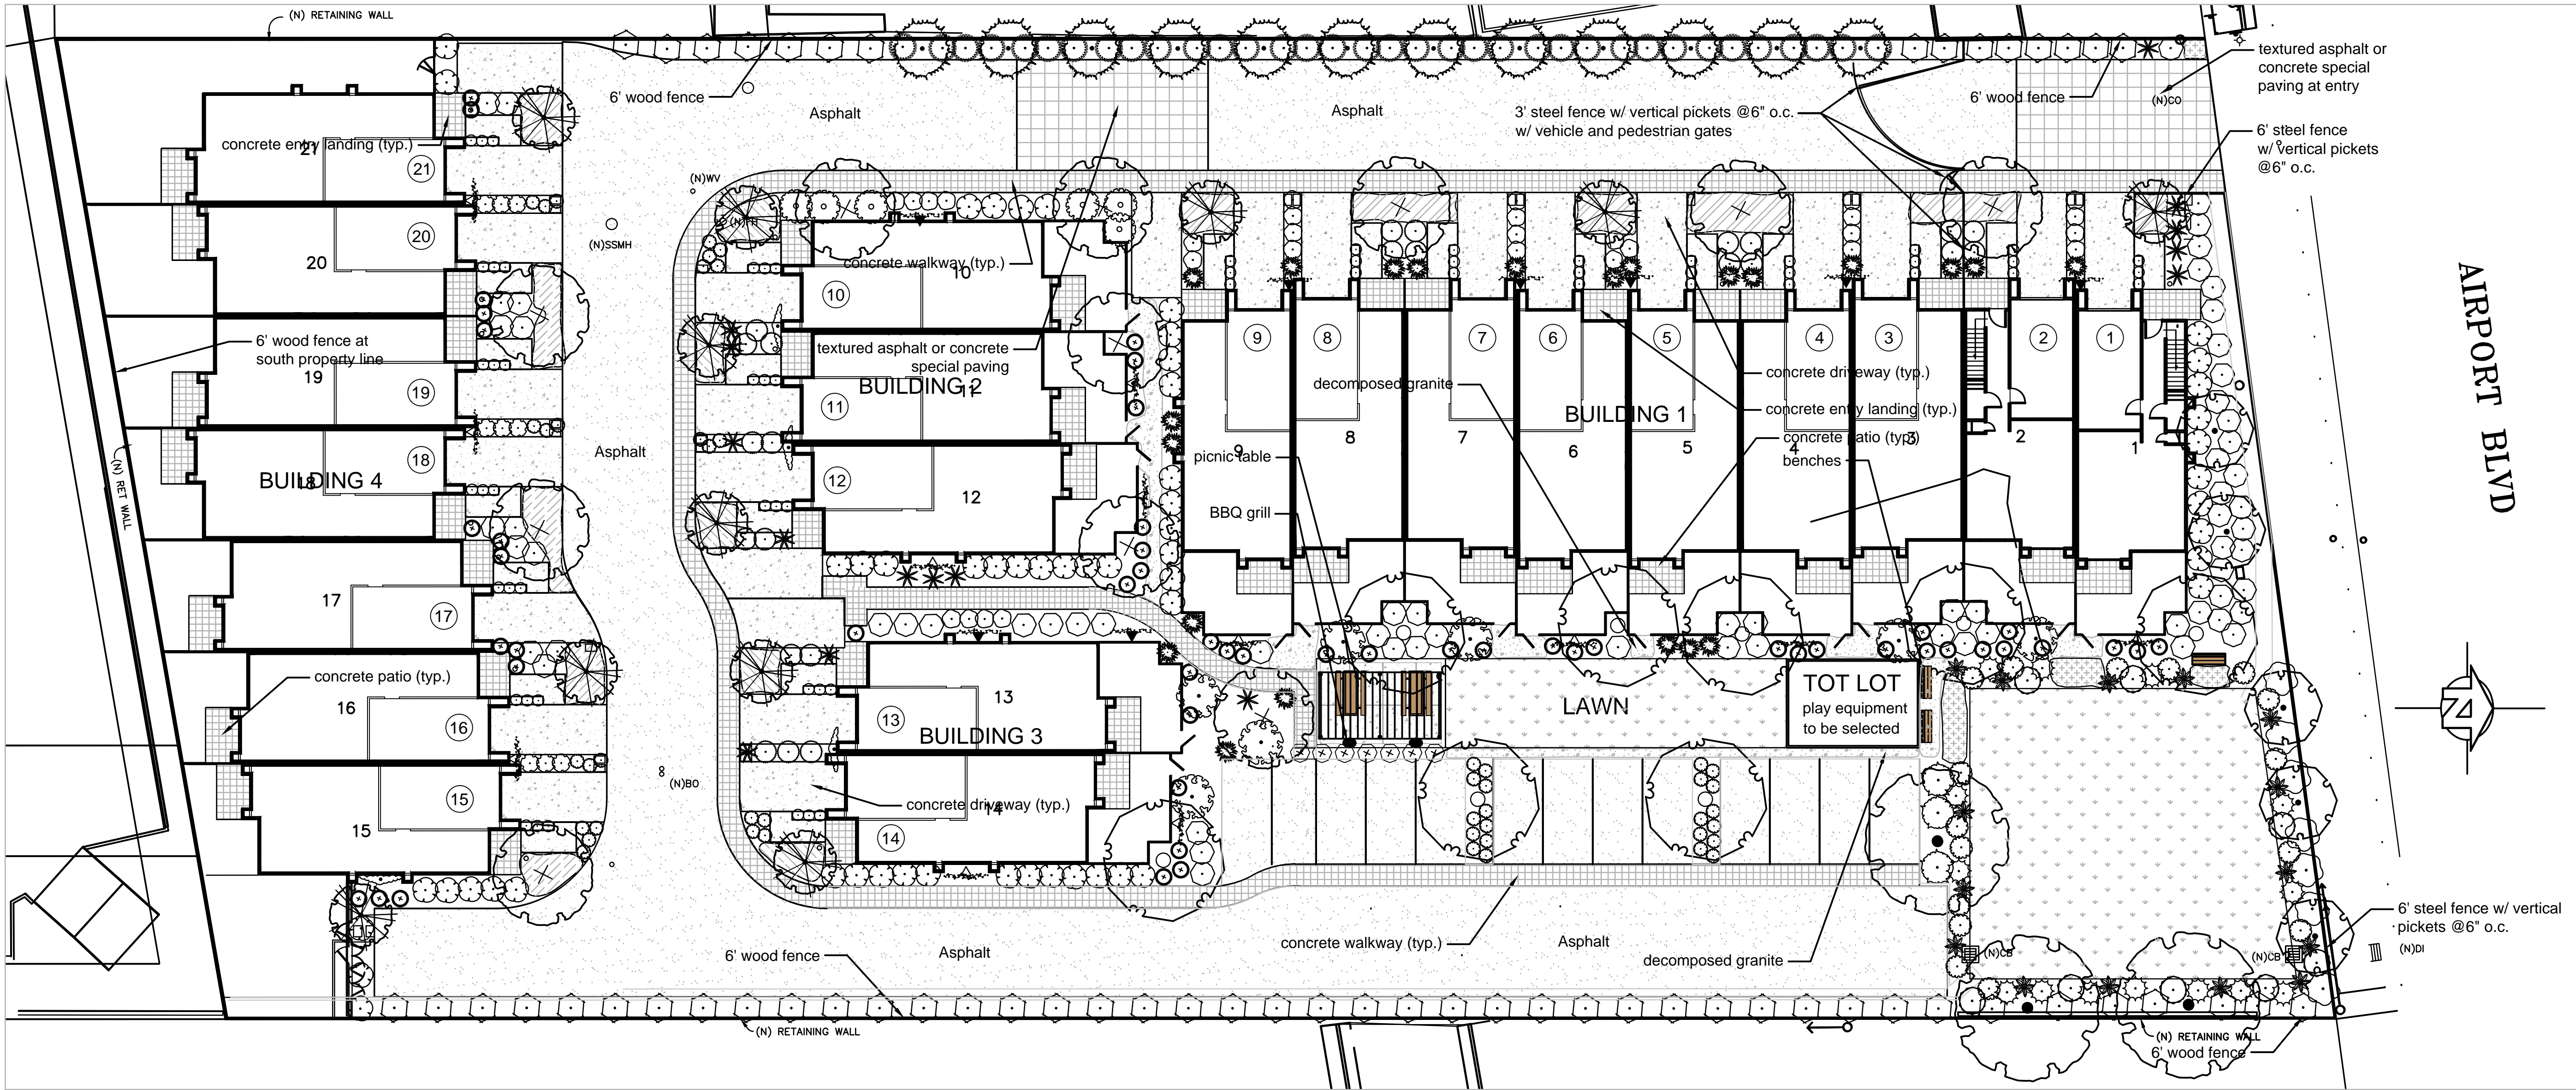 (N) RETAINING WALL
textured asphalt or
concrete special
paving at entry
6' wood fence
Asphalt
Asphalt
3' steel fence w/ vertical pickets @6" o.c.
w/ vehicle and pedestrian gates
6' wood fence
(N)CO
6' steel fence
w/ vertical pickets
@6" o.c.
concrete entry landing (typ.)
21
21
(N)WV
20
20
(N)SSMH
concrete walkway (typ.)
10
10
AIRPORT BLVD
6' wood fence at
south property line
19
19
textured asphalt or concrete
special paving
BUILDING 2
11
11
9
8
7
6
5
4
3
2
1
decomposed granite
concrete driveway (typ.)
concrete entry landing (typ.)
BUILDING 1
concrete patio (typ.)
benches
9
8
7
6
5
4
3
2
1
picnic table
BBQ grill
Asphalt
(N) RET WALL
18
BUILDING 4
18
12
12
17
17
concrete patio (typ.)
16
16
13
13
BUILDING 3
LAWN
TOT LOT
play equipment
to be selected
N
(N)BO
concrete driveway (typ.)
14
14
15
15
6' wood fence
Asphalt
concrete walkway (typ.)
Asphalt
decomposed granite
(N)CB
(N)CB
6' steel fence w/ vertical
pickets @6" o.c.
(N)DI
(N) RETAINING WALL
(N) RETAINING WALL
6' wood fence